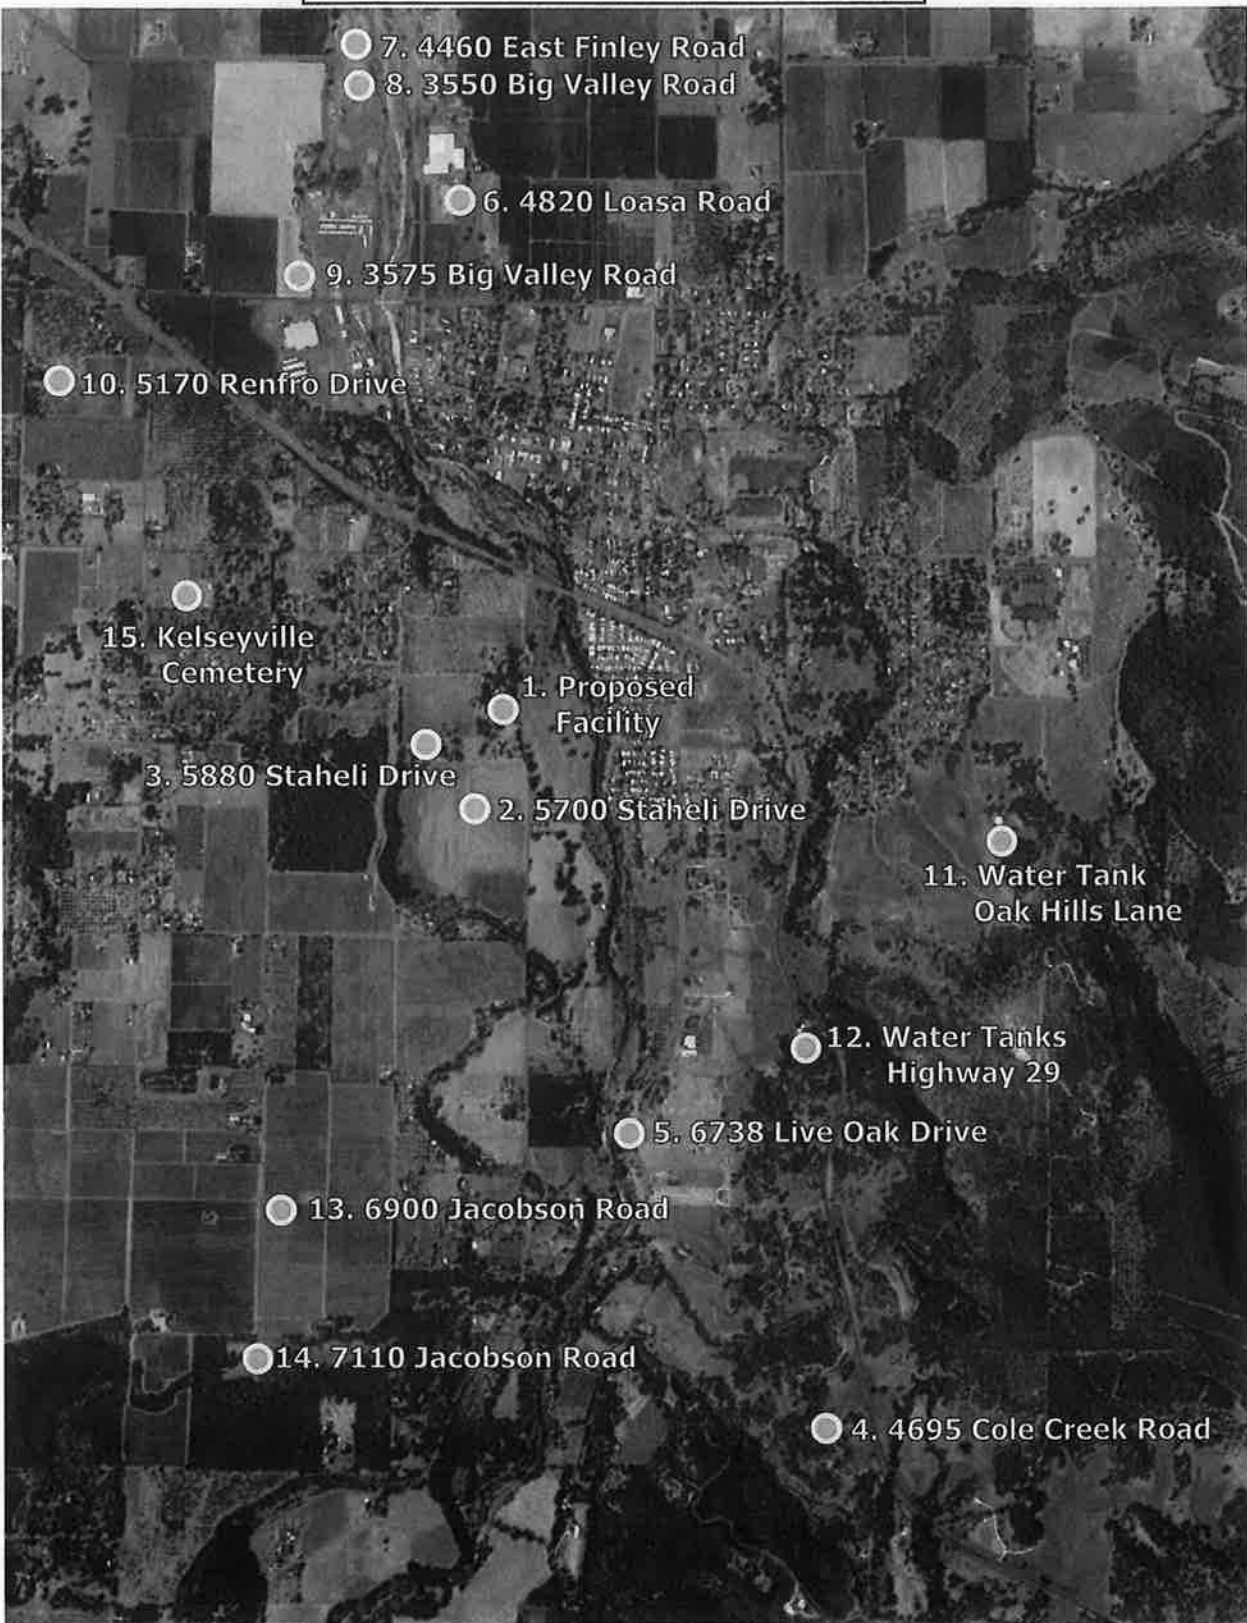 7. 4460 East Finley Road
8. 3550 Big Valley Road
6. 4820 Loasa Road
9. 3575 Big Valley Road
10. 5170 Renfro Drive
15. Kelseyville
Cemetery
1. Proposed
Facility
3. 5880 Staheli Drive
2. 5700 Staheli Drive
11. Water Tank
Oak Hills Lane
12. Water Tanks
Highway 29
5. 6738 Live Oak Drive
13. 6900 Jacobson Road
14. 7110 Jacobson Road
4. 4695 Cole Creek Road